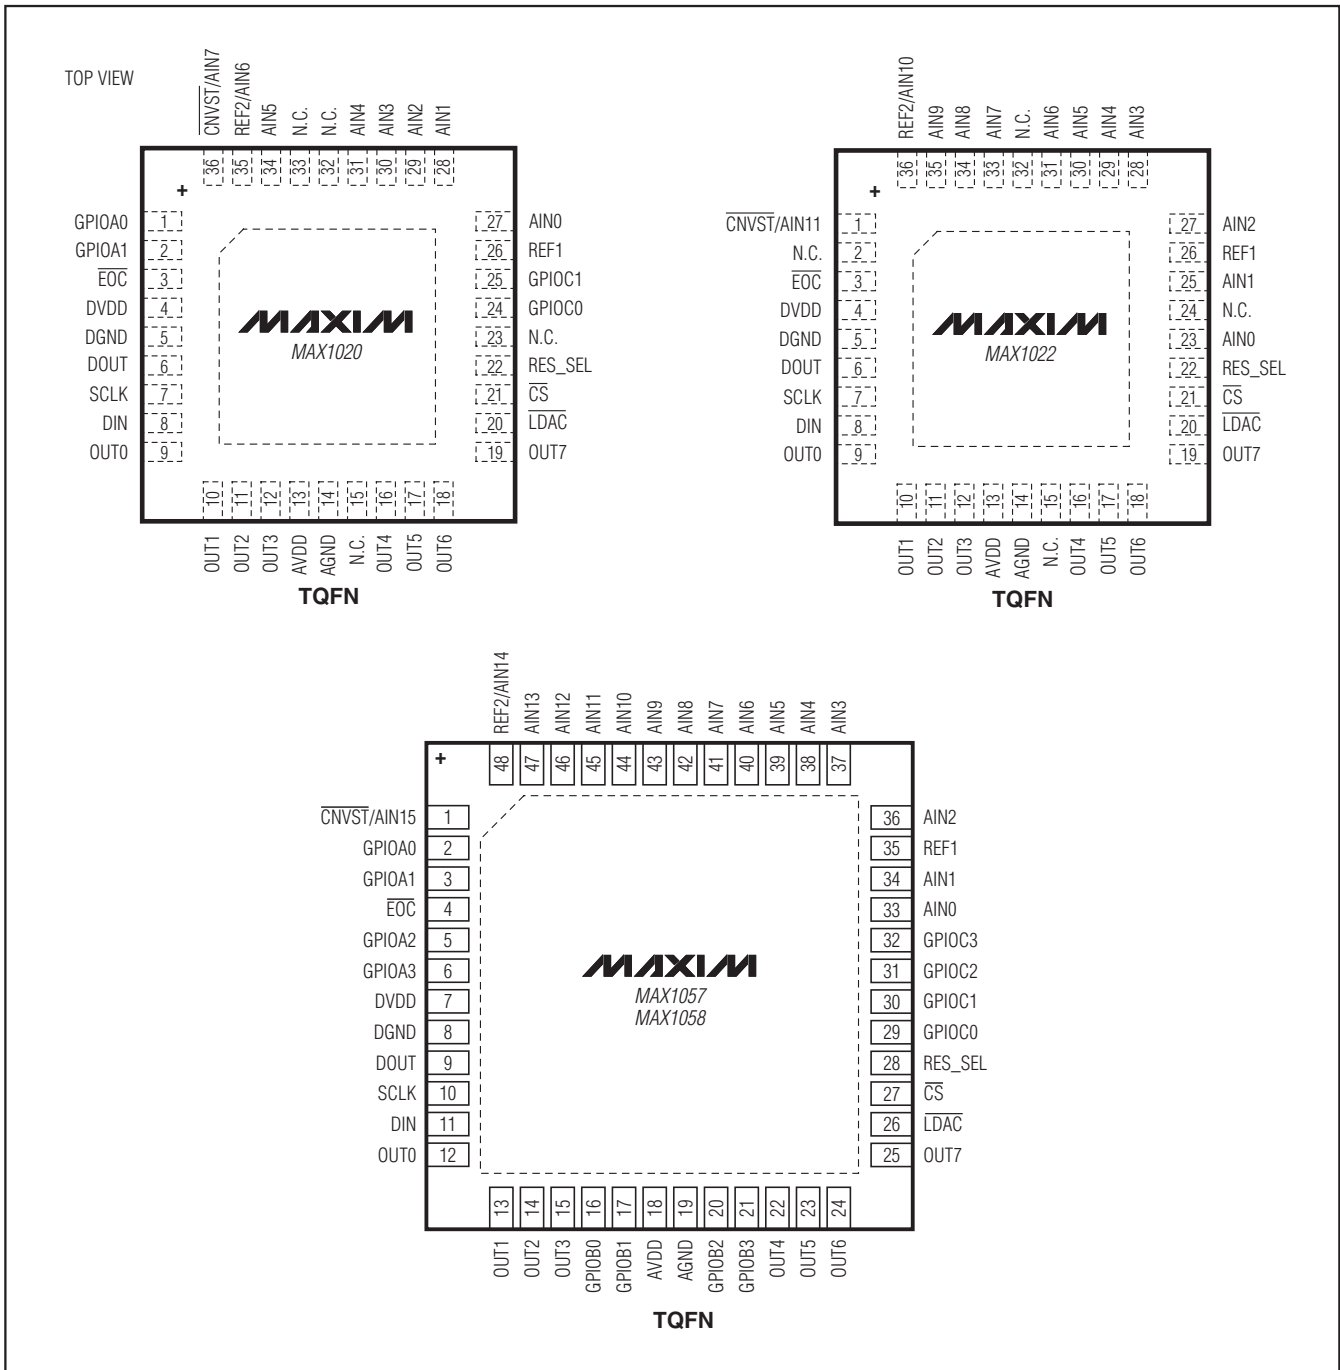 TOP VIEW
CNVST/AIN7 REF2/AIN6 AIN5 N.C. N.C. AIN4 AIN3 AIN2 AIN1
36 35 34 33 32 31 30 29 28
+
GPIOA0 1
GPIOA1 2
EOC 3
DVDD 4
DGND 5
DOUT 6
SCLK 7
DIN 8
OUT0 9
MAXIM
MAX1020
27 AIN0
26 REF1
25 GPIOC1
24 GPIOC0
23 N.C.
22 RES_SEL
21 CS
20 LDAC
19 OUT7
10 11 12 13 14 15 16 17 18
OUT1 OUT2 OUT3 AVDD AGND N.C. OUT4 OUT5 OUT6
TQFN
REF2/AIN10 AIN9 AIN8 AIN7 N.C. AIN6 AIN5 AIN4 AIN3
36 35 34 33 32 31 30 29 28
+
CNVST/AIN11 1
N.C. 2
EOC 3
DVDD 4
DGND 5
DOUT 6
SCLK 7
DIN 8
OUT0 9
MAXIM
MAX1022
27 AIN2
26 REF1
25 AIN1
24 N.C.
23 AIN0
22 RES_SEL
21 CS
20 LDAC
19 OUT7
10 11 12 13 14 15 16 17 18
OUT1 OUT2 OUT3 AVDD AGND N.C. OUT4 OUT5 OUT6
TQFN
REF2/AIN14 AIN13 AIN12 AIN11 AIN10 AIN9 AIN8 AIN7 AIN6 AIN5 AIN4 AIN3
48 47 46 45 44 43 42 41 40 39 38 37
+
CNVST/AIN15 1
GPIOA0 2
GPIOA1 3
EOC 4
GPIOA2 5
GPIOA3 6
DVDD 7
DGND 8
DOUT 9
SCLK 10
DIN 11
OUT0 12
MAXIM
MAX1057
MAX1058
36 AIN2
35 REF1
34 AIN1
33 AIN0
32 GPIOC3
31 GPIOC2
30 GPIOC1
29 GPIOC0
28 RES_SEL
27 CS
26 LDAC
25 OUT7
13 14 15 16 17 18 19 20 21 22 23 24
OUT1 OUT2 OUT3 GPIOB0 GPIOB1 AVDD AGND GPIOB2 GPIOB3 OUT4 OUT5 OUT6
TQFN